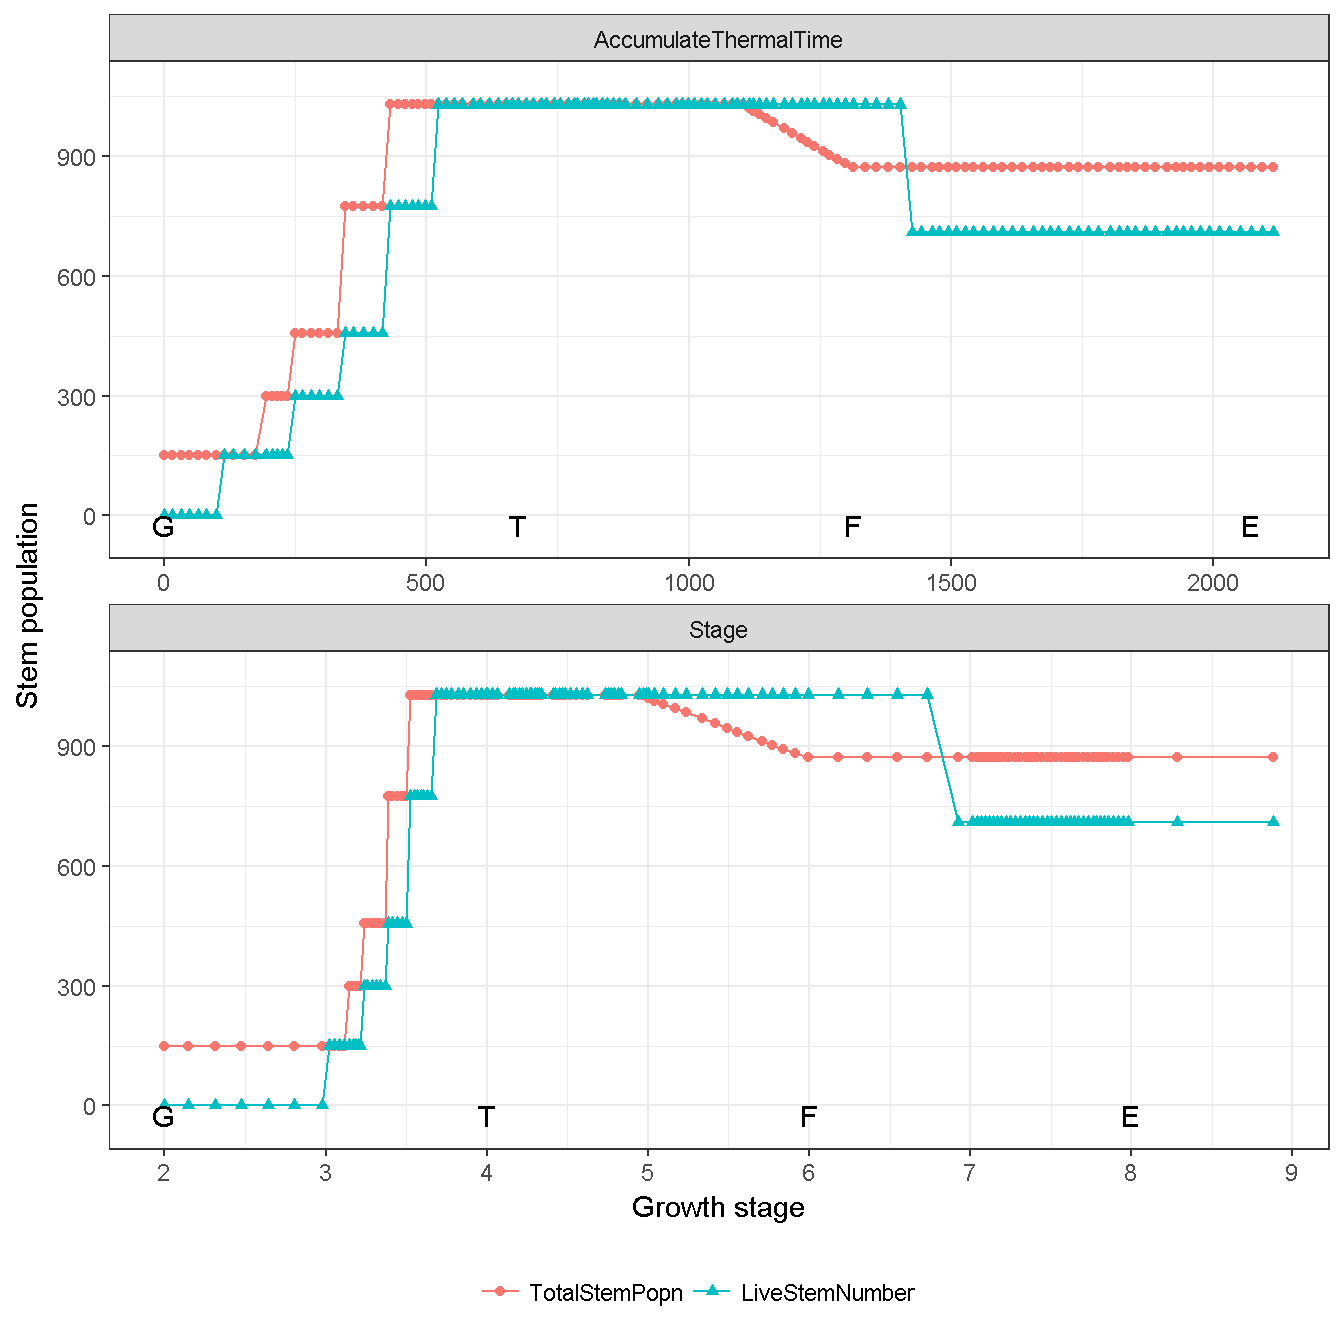 AccumulateThermalTime
900
600
300
0
G T F E
0 500 1000 1500 2000
Stem population
Stage
900
600
300
0
G T F E
2 3 4 5 6 7 8 9
Growth stage
TotalStemPopn LiveStemNumber